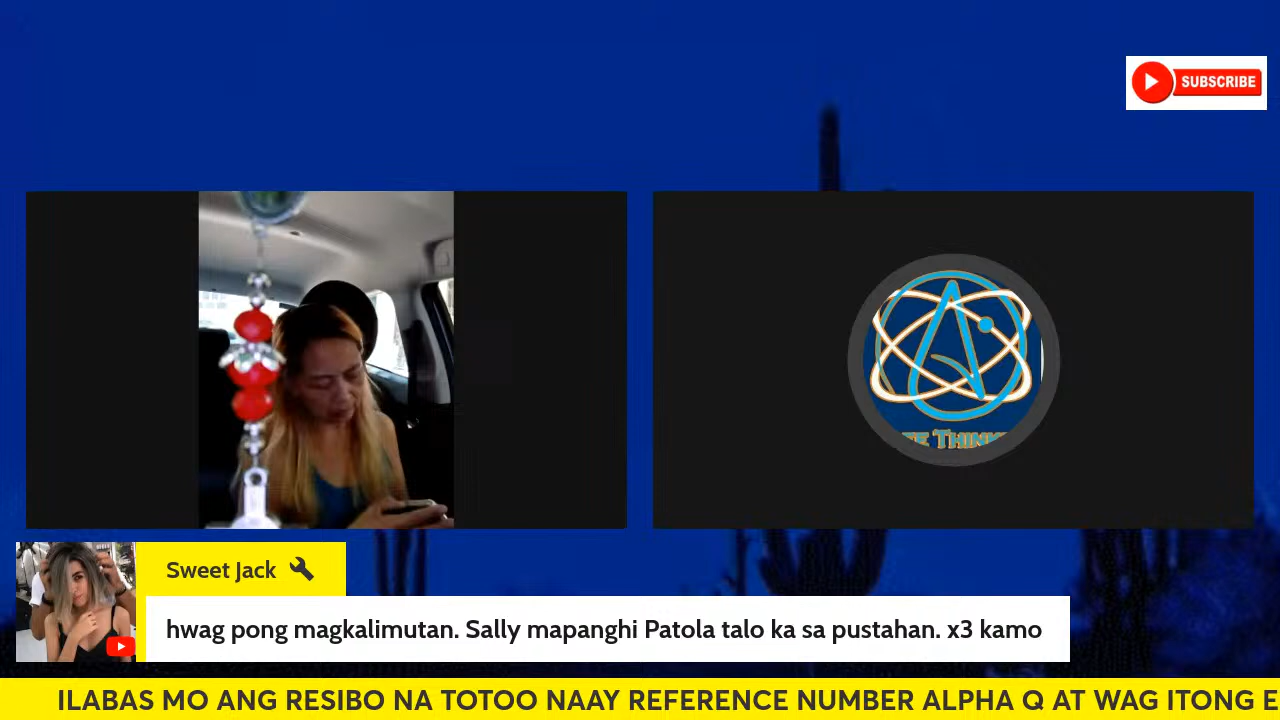 SUBSCRIBE
THINK
Sweet Jack
hwag pong magkalimutan. Sally mapanghi Patola talo ka sa pustahan. x3 kamo
ILABAS MO ANG RESIBO NA TOTOO NAAY REFERENCE NUMBER ALPHA Q AT WAG ITONG E